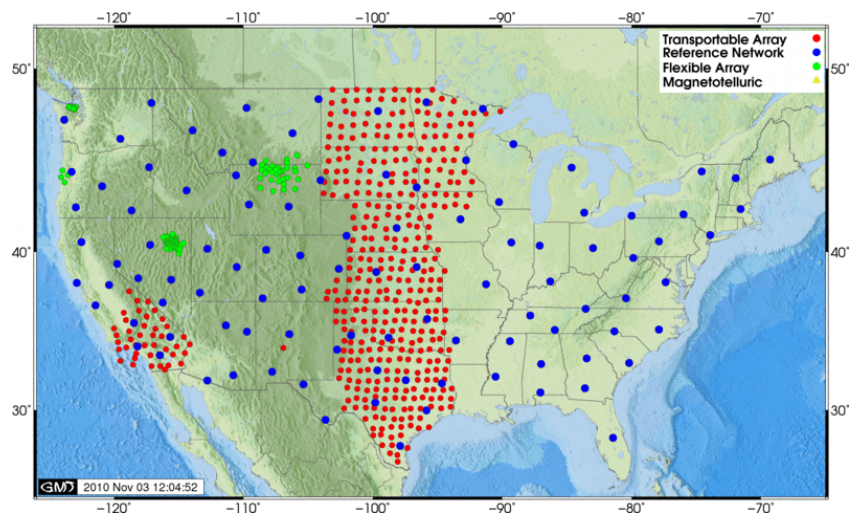 −120° −110° −100° −90° −80° −70°
Transportable Array
Reference Network
Flexible Array
Magnetotelluric
50° 50°
40° 40°
30° 30°
GMD 2010 Nov 03 12:04:52
−120° −110° −100° −90° −80° −70°